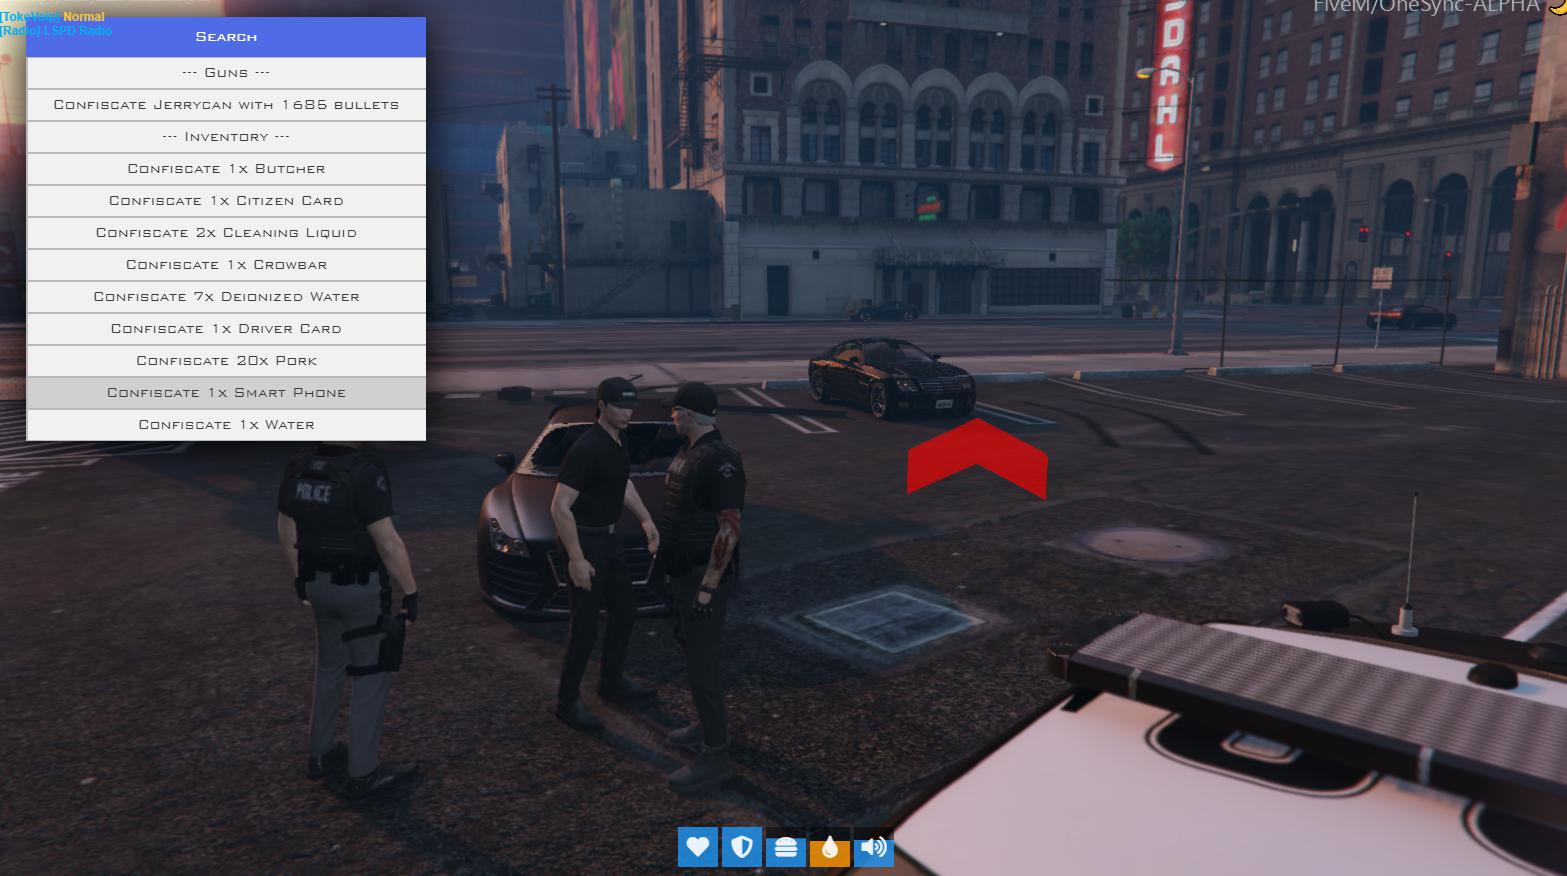 FiveM/OneSync-ALPHA
[TokoVoip] Normal
[Radio] LSPD Radio
Search
--- Guns ---
Confiscate Jerrycan with 1685 bullets
--- Inventory ---
Confiscate 1x Butcher
Confiscate 1x Citizen Card
Confiscate 2x Cleaning Liquid
Confiscate 1x Crowbar
Confiscate 7x Deionized Water
Confiscate 1x Driver Card
Confiscate 20x Pork
Confiscate 1x Smart Phone
Confiscate 1x Water
DAHL
POLICE